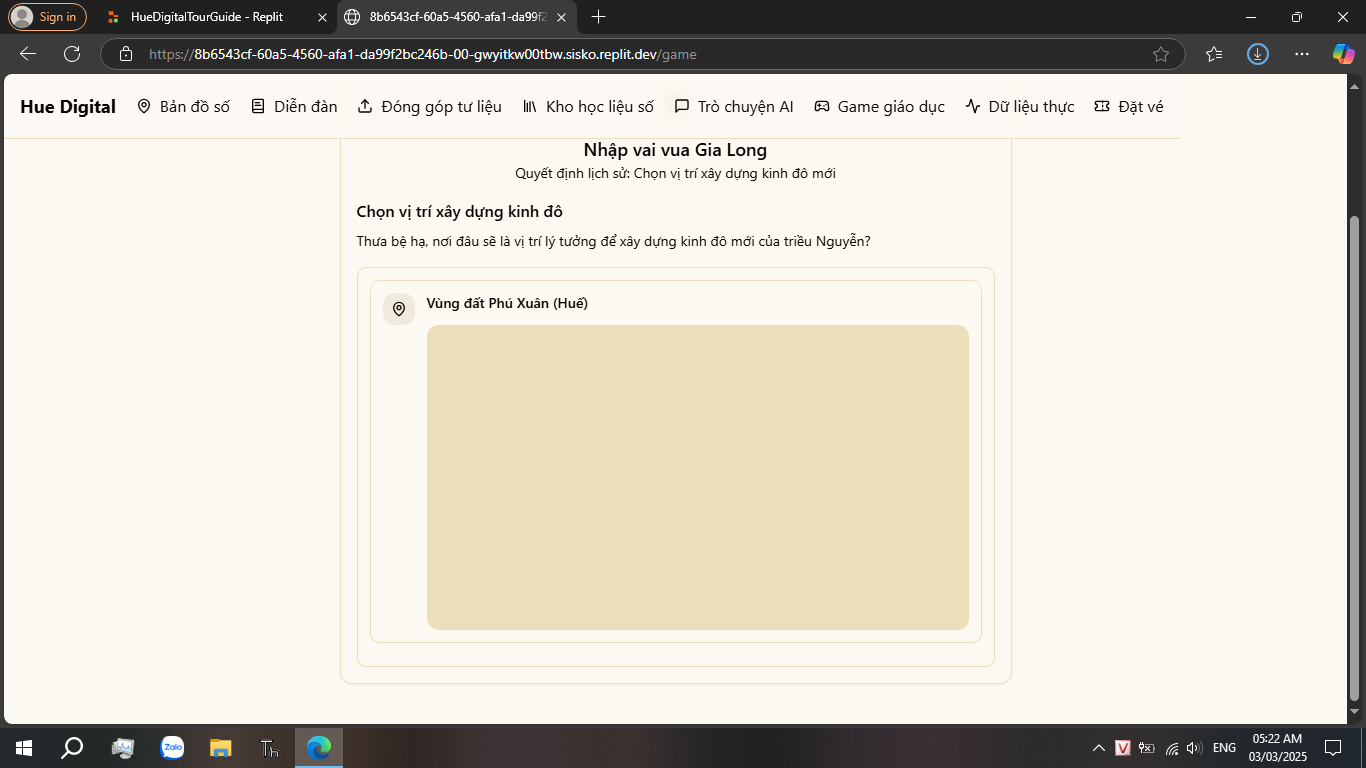 Sign in
HueDigitalTourGuide - Replit
8b6543cf-60a5-4560-afa1-da99f2
https://8b6543cf-60a5-4560-afa1-da99f2bc246b-00-gwyitkw00tbw.sisko.replit.dev/game
Hue Digital
Bản đồ số
Diễn đàn
Đóng góp tư liệu
Kho học liệu số
Trò chuyện AI
Game giáo dục
Dữ liệu thực
Đặt vé
Nhập vai vua Gia Long
Quyết định lịch sử: Chọn vị trí xây dựng kinh đô mới
Chọn vị trí xây dựng kinh đô
Thưa bệ hạ, nơi đâu sẽ là vị trí lý tưởng để xây dựng kinh đô mới của triều Nguyễn?
Vùng đất Phú Xuân (Huế)
Zalo
Th
V
ENG
05:22 AM
03/03/2025